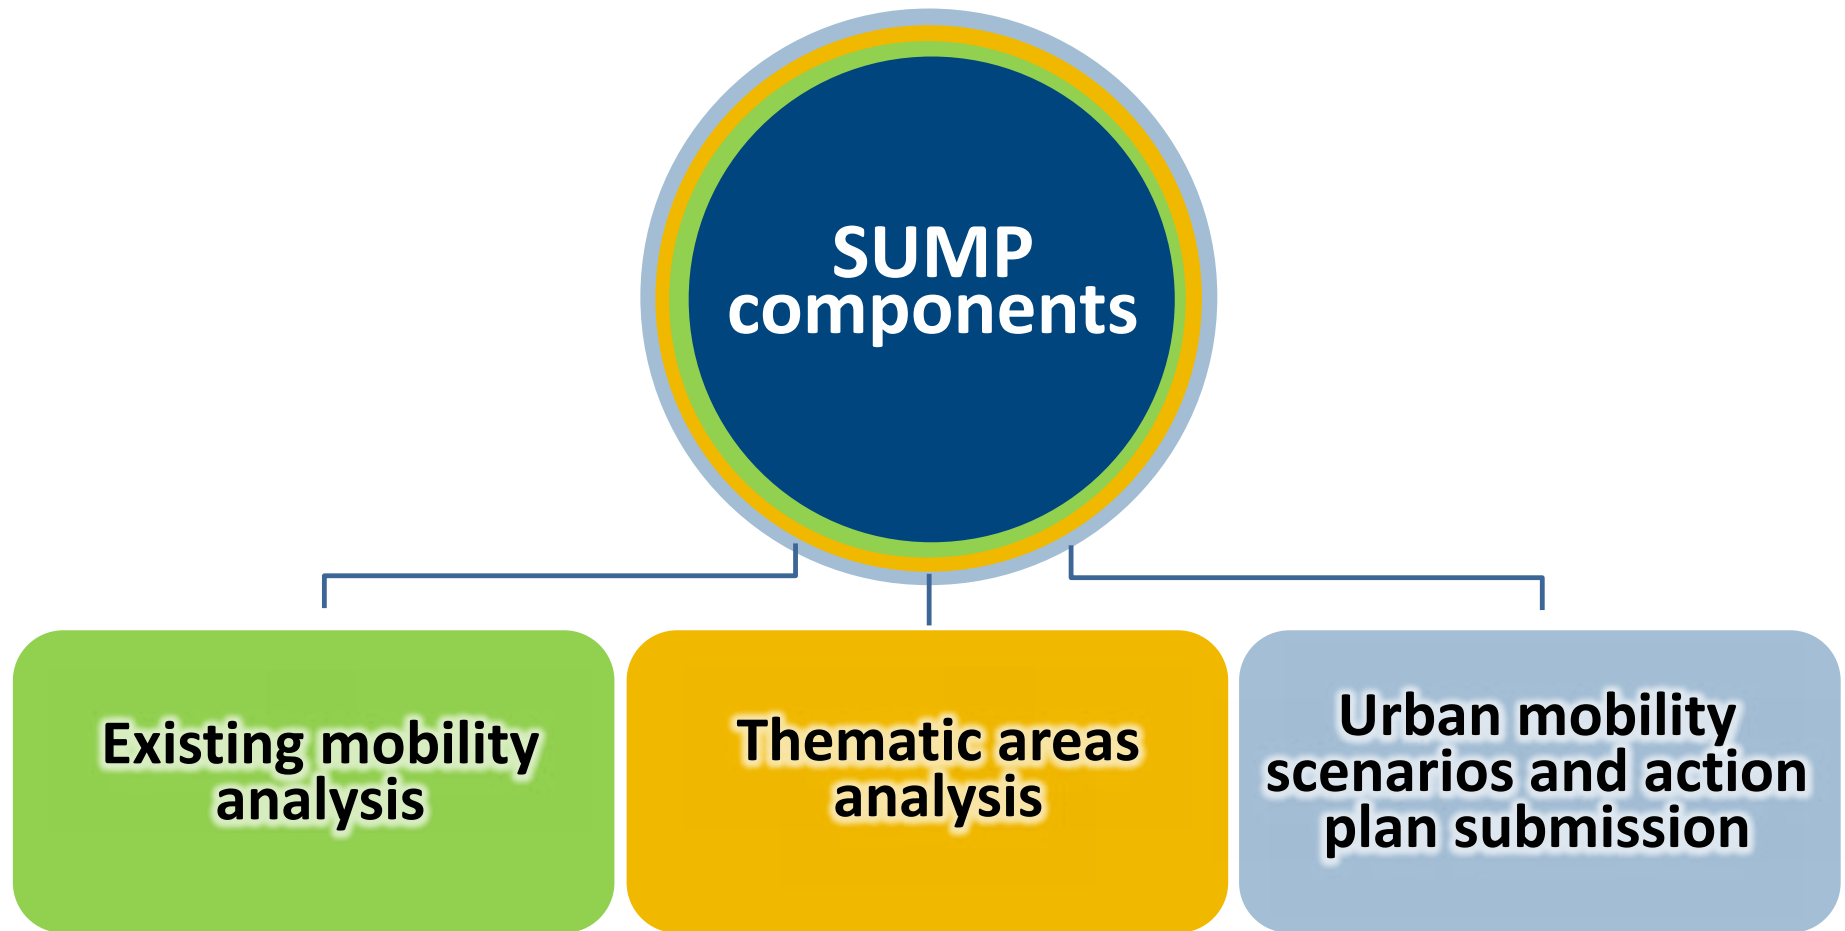 SUMP
components
Existing mobility
analysis
Thematic areas
analysis
Urban mobility
scenarios and action
plan submission